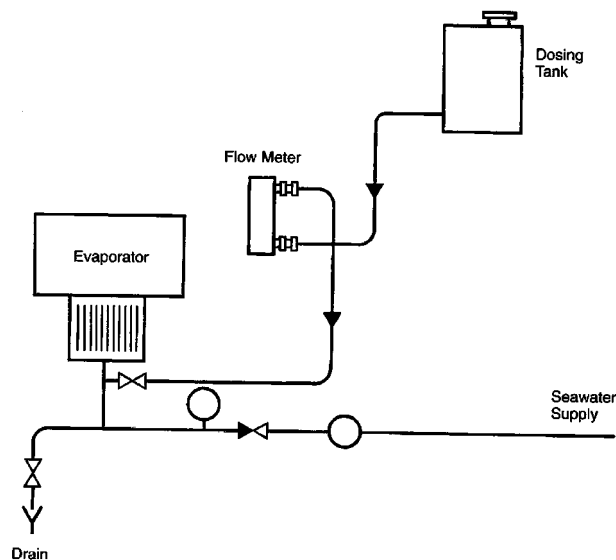 Dosing
Tank
Flow Meter
Evaporator
Seawater
Supply
Drain